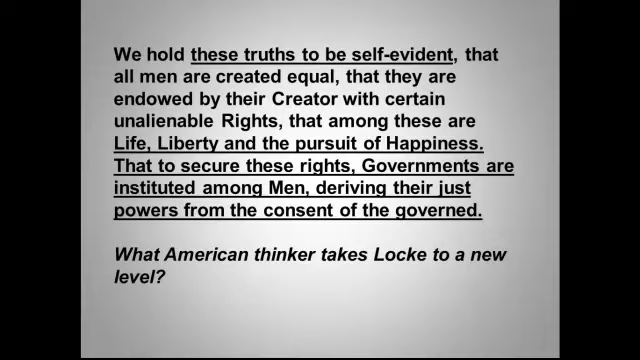 We hold these truths to be self-evident, that
all men are created equal, that they are
endowed by their Creator with certain
unalienable Rights, that among these are
Life, Liberty and the pursuit of Happiness.
That to secure these rights, Governments are
instituted among Men, deriving their just
powers from the consent of the governed.
What American thinker takes Locke to a new
level?